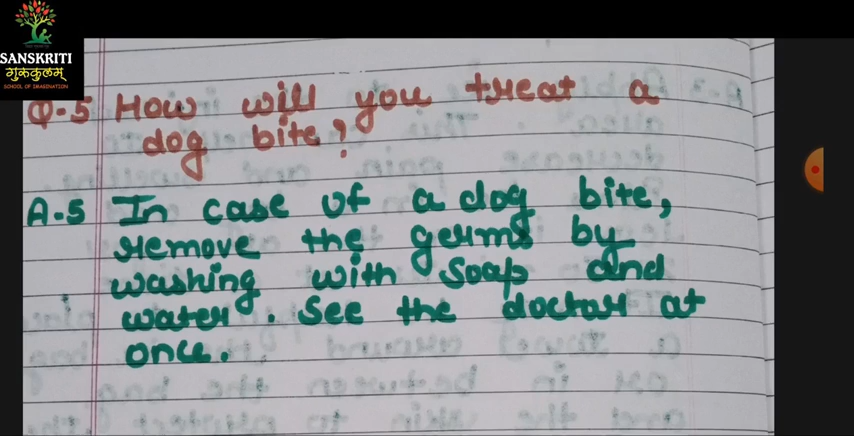 SANSKRITI
गुरुकुलम्
SCHOOL OF IMAGINATION
Q.5 How will you treat a
dog bite?
A.5 In case of a dog bite,
remove the germs by
washing with soap and
water. See the doctor at
once.